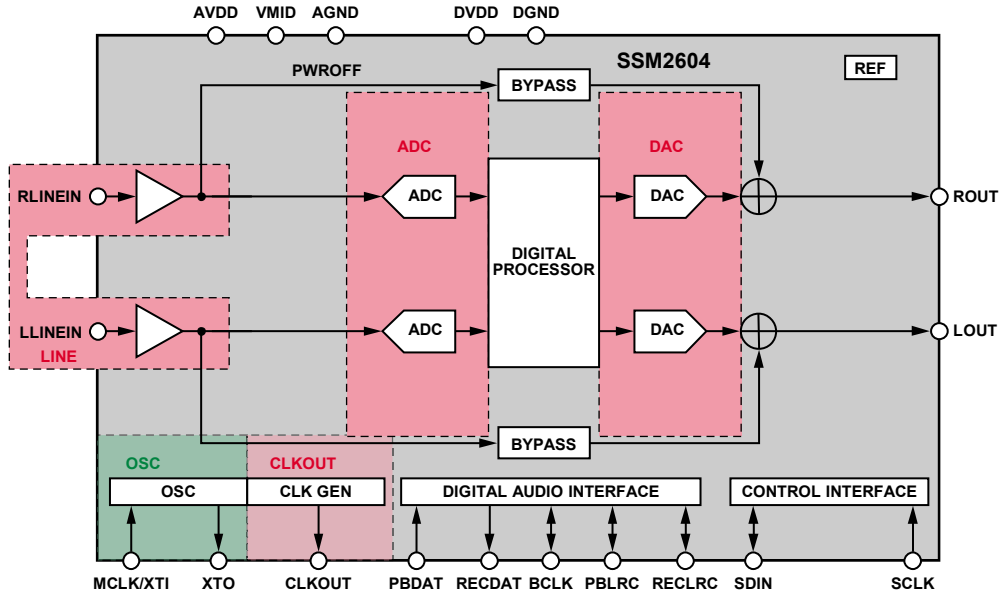 AVDD VMID AGND DVDD DGND
SSM2604
REF
PWROFF
BYPASS
ADC
DAC
RLINEIN
ADC
DAC
ROUT
DIGITAL
PROCESSOR
LLINEIN
ADC
DAC
LOUT
LINE
BYPASS
OSC
CLKOUT
OSC
CLK GEN
DIGITAL AUDIO INTERFACE
CONTROL INTERFACE
MCLK/XTI XTO CLKOUT PBDAT RECDAT BCLK PBLRC RECLRC SDIN SCLK